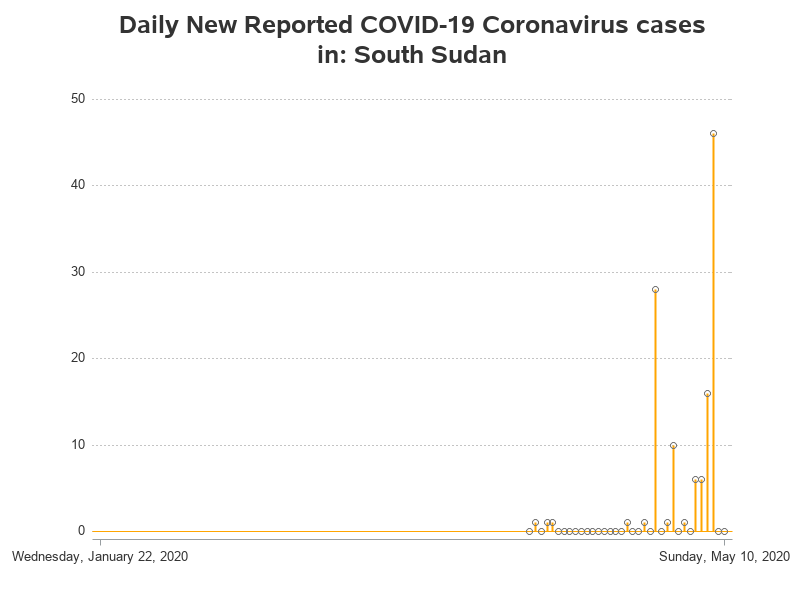 Daily New Reported COVID-19 Coronavirus cases
in: South Sudan
50
40
30
20
10
0
Wednesday, January 22, 2020 Sunday, May 10, 2020